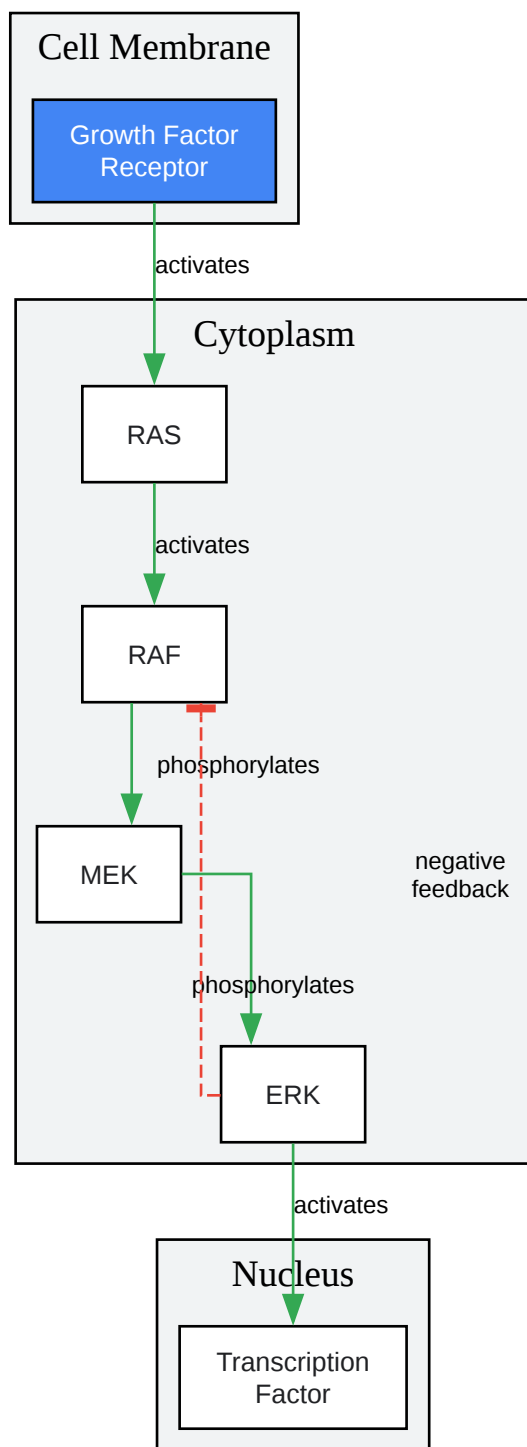 Cell Membrane
Growth Factor
Receptor
activates
Cytoplasm
RAS
activates
RAF
phosphorylates
MEK
negative
feedback
phosphorylates
ERK
activates
Nucleus
Transcription
Factor